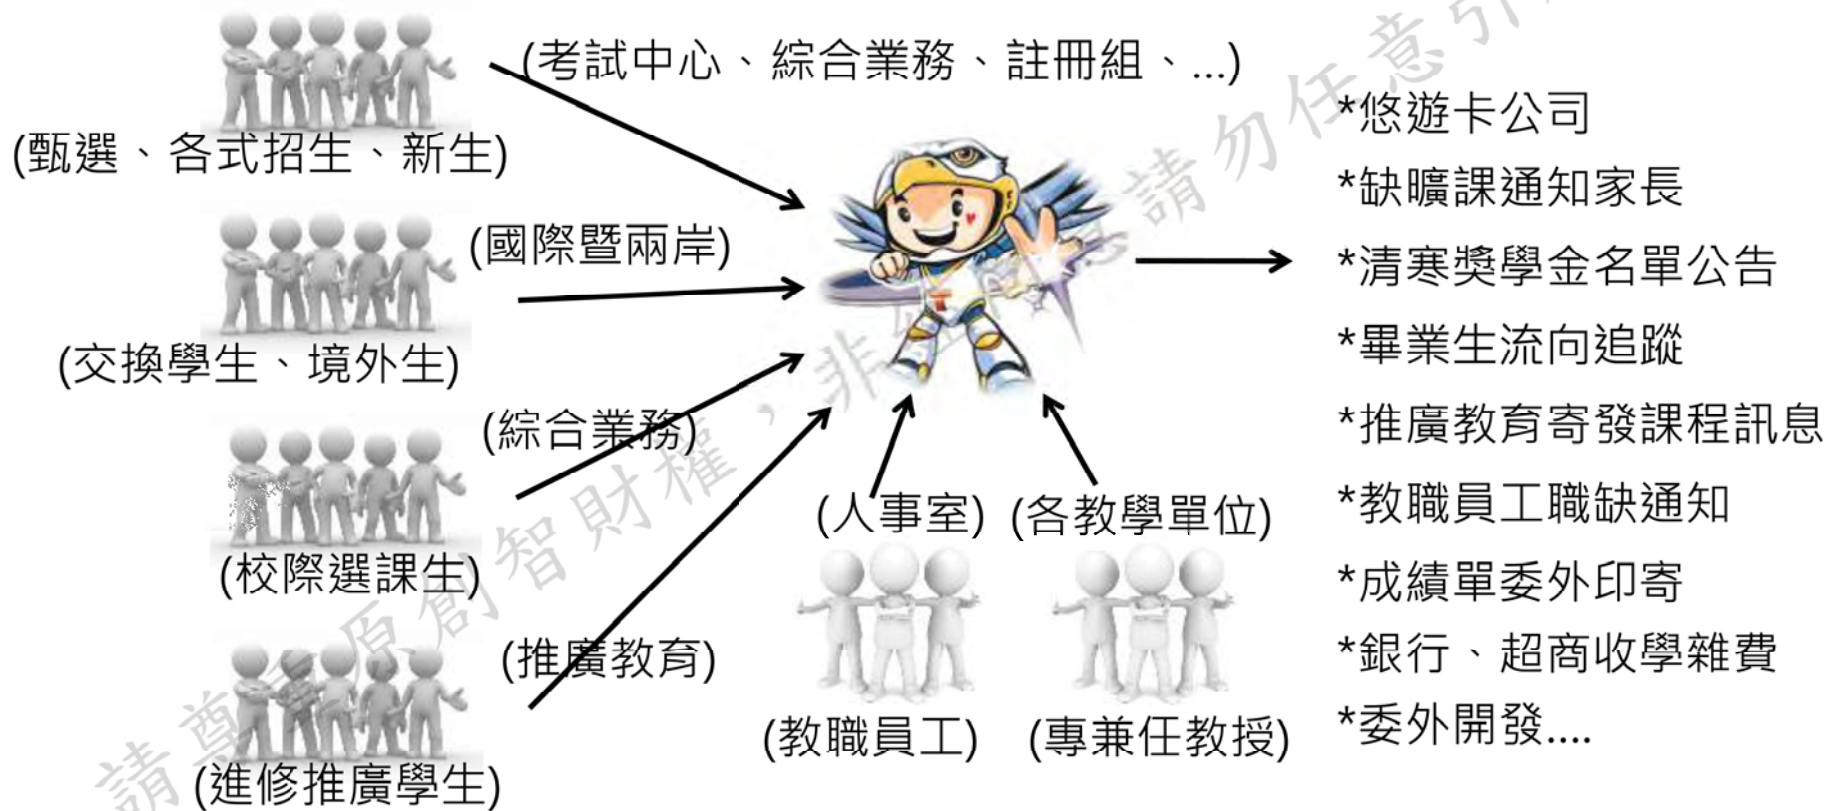 (考試中心、綜合業務、註冊組、...)
(甄選、各式招生、新生)
(國際暨兩岸)
(交換學生、境外生)
(綜合業務)
(校際選課生)
(推廣教育)
(進修推廣學生)
(人事室)
(各教學單位)
(教職員工)
(專兼任教授)
*悠遊卡公司
*缺曠課通知家長
*清寒獎學金名單公告
*畢業生流向追蹤
*推廣教育寄發課程訊息
*教職員工職缺通知
*成績單委外印寄
*銀行、超商收學雜費
*委外開發....
請尊重原創智財權，非 請勿任意引